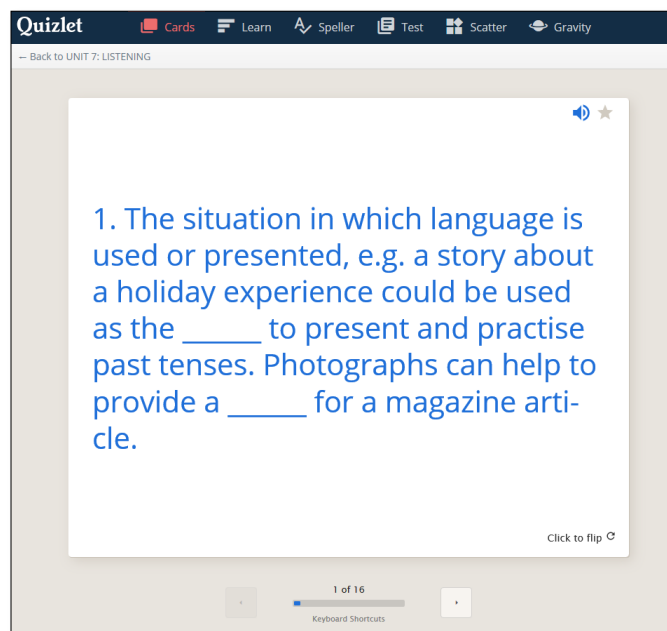 Quizlet
Cards
Learn
Speller
Test
Scatter
Gravity
← Back to UNIT 7: LISTENING
1. The situation in which language is
used or presented, e.g. a story about
a holiday experience could be used
as the ______ to present and practise
past tenses. Photographs can help to
provide a ______ for a magazine arti-
cle.
Click to flip
1 of 16
Keyboard Shortcuts